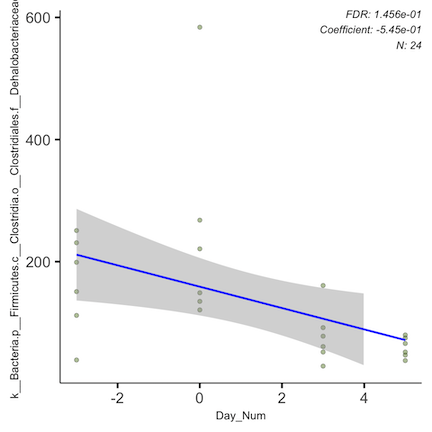 FDR: 1.456e-01
Coefficient: -5.45e-01
N: 24
600
400
200
k__Bacteria.p__Firmicutes.c__Clostridia.o__Clostridiales.f__Dehalobacteriaceae
-2
0
2
4
Day_Num